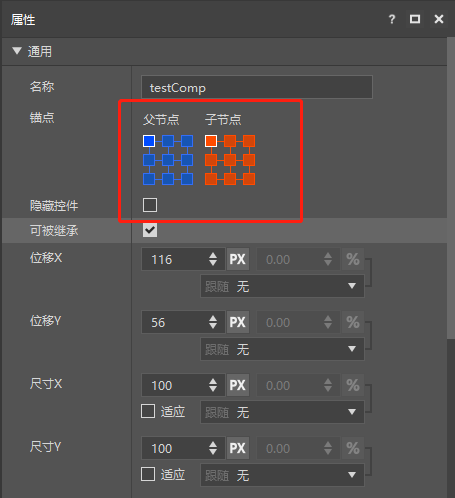 属性 ?
通用
名称 testComp
锚点 父节点 子节点
隐藏控件
可被继承
位移X 116 PX 0.00 %
跟随 无
位移Y 56 PX 0.00 %
跟随 无
尺寸X 100 PX 0.00 %
适应 跟随 无
尺寸Y 100 PX 0.00 %
适应 跟随 无